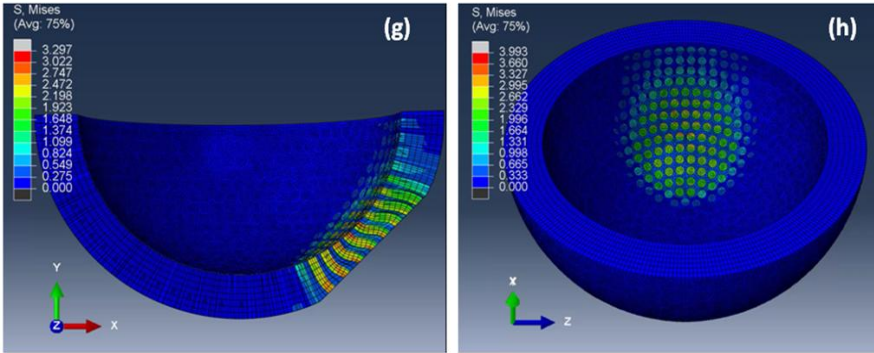 S, Mises
(Avg: 75%)
3.297
3.022
2.747
2.472
2.198
1.923
1.648
1.374
1.099
0.824
0.549
0.275
0.000
(g)
Y
Z
X
S, Mises
(Avg: 75%)
3.993
3.660
3.327
2.995
2.662
2.329
1.996
1.664
1.331
0.998
0.665
0.333
0.000
(h)
Z